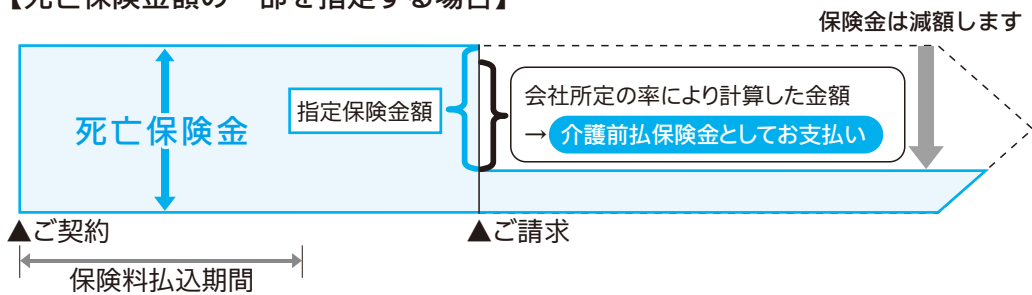 保険金は減額します
指定保険金額
会社所定の率により計算した金額
→介護前払保険金としてお支払い
死亡保険金
▲ご契約
▲ご請求
保険料払込期間